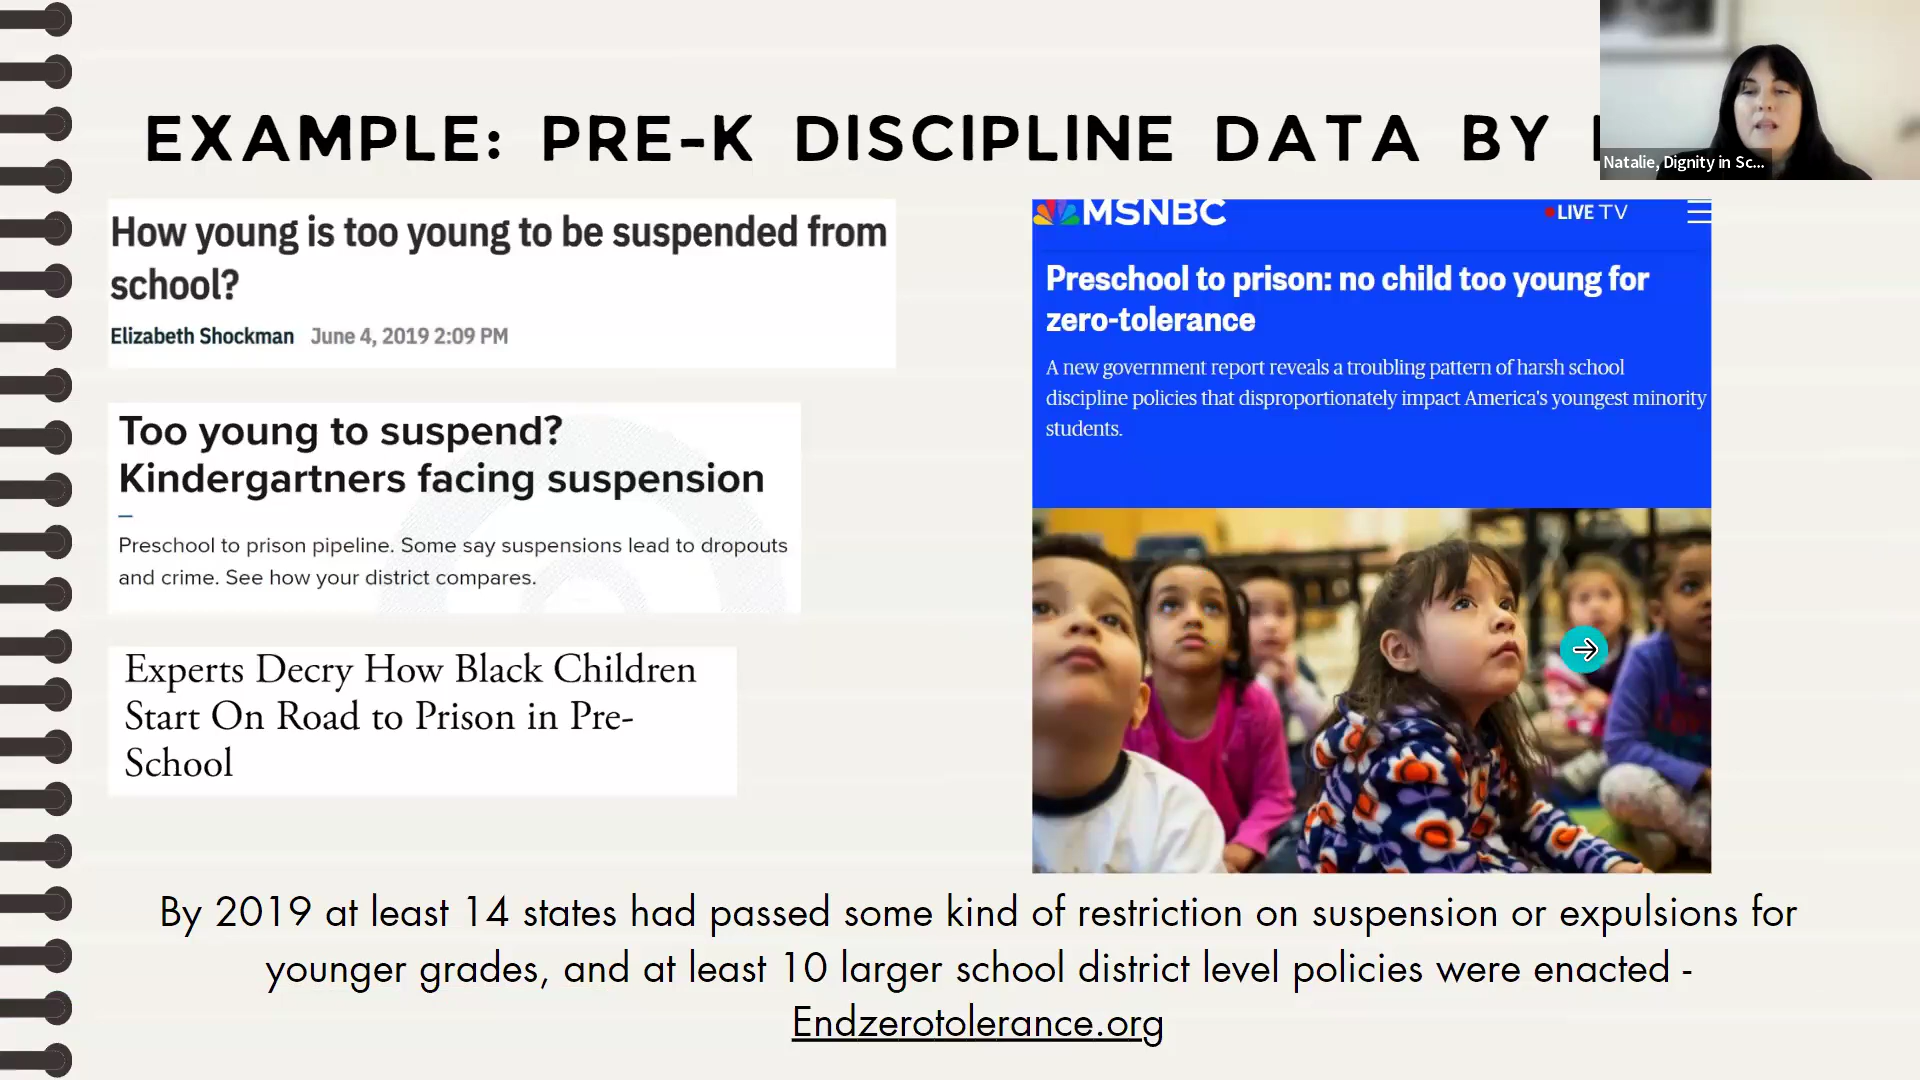 EXAMPLE: PRE-K DISCIPLINE DATA BY
Natalie, Dignity in Sc...
How young is too young to be suspended from
school?
Elizabeth Shockman June 4, 2019 2:09 PM
Too young to suspend?
Kindergartners facing suspension
Preschool to prison pipeline. Some say suspensions lead to dropouts
and crime. See how your district compares.
Experts Decry How Black Children
Start On Road to Prison in Pre-
School
MSNBC
LIVE TV
Preschool to prison: no child too young for
zero-tolerance
A new government report reveals a troubling pattern of harsh school
discipline policies that disproportionately impact America's youngest minority
students.
By 2019 at least 14 states had passed some kind of restriction on suspension or expulsions for
younger grades, and at least 10 larger school district level policies were enacted -
Endzerotolerance.org